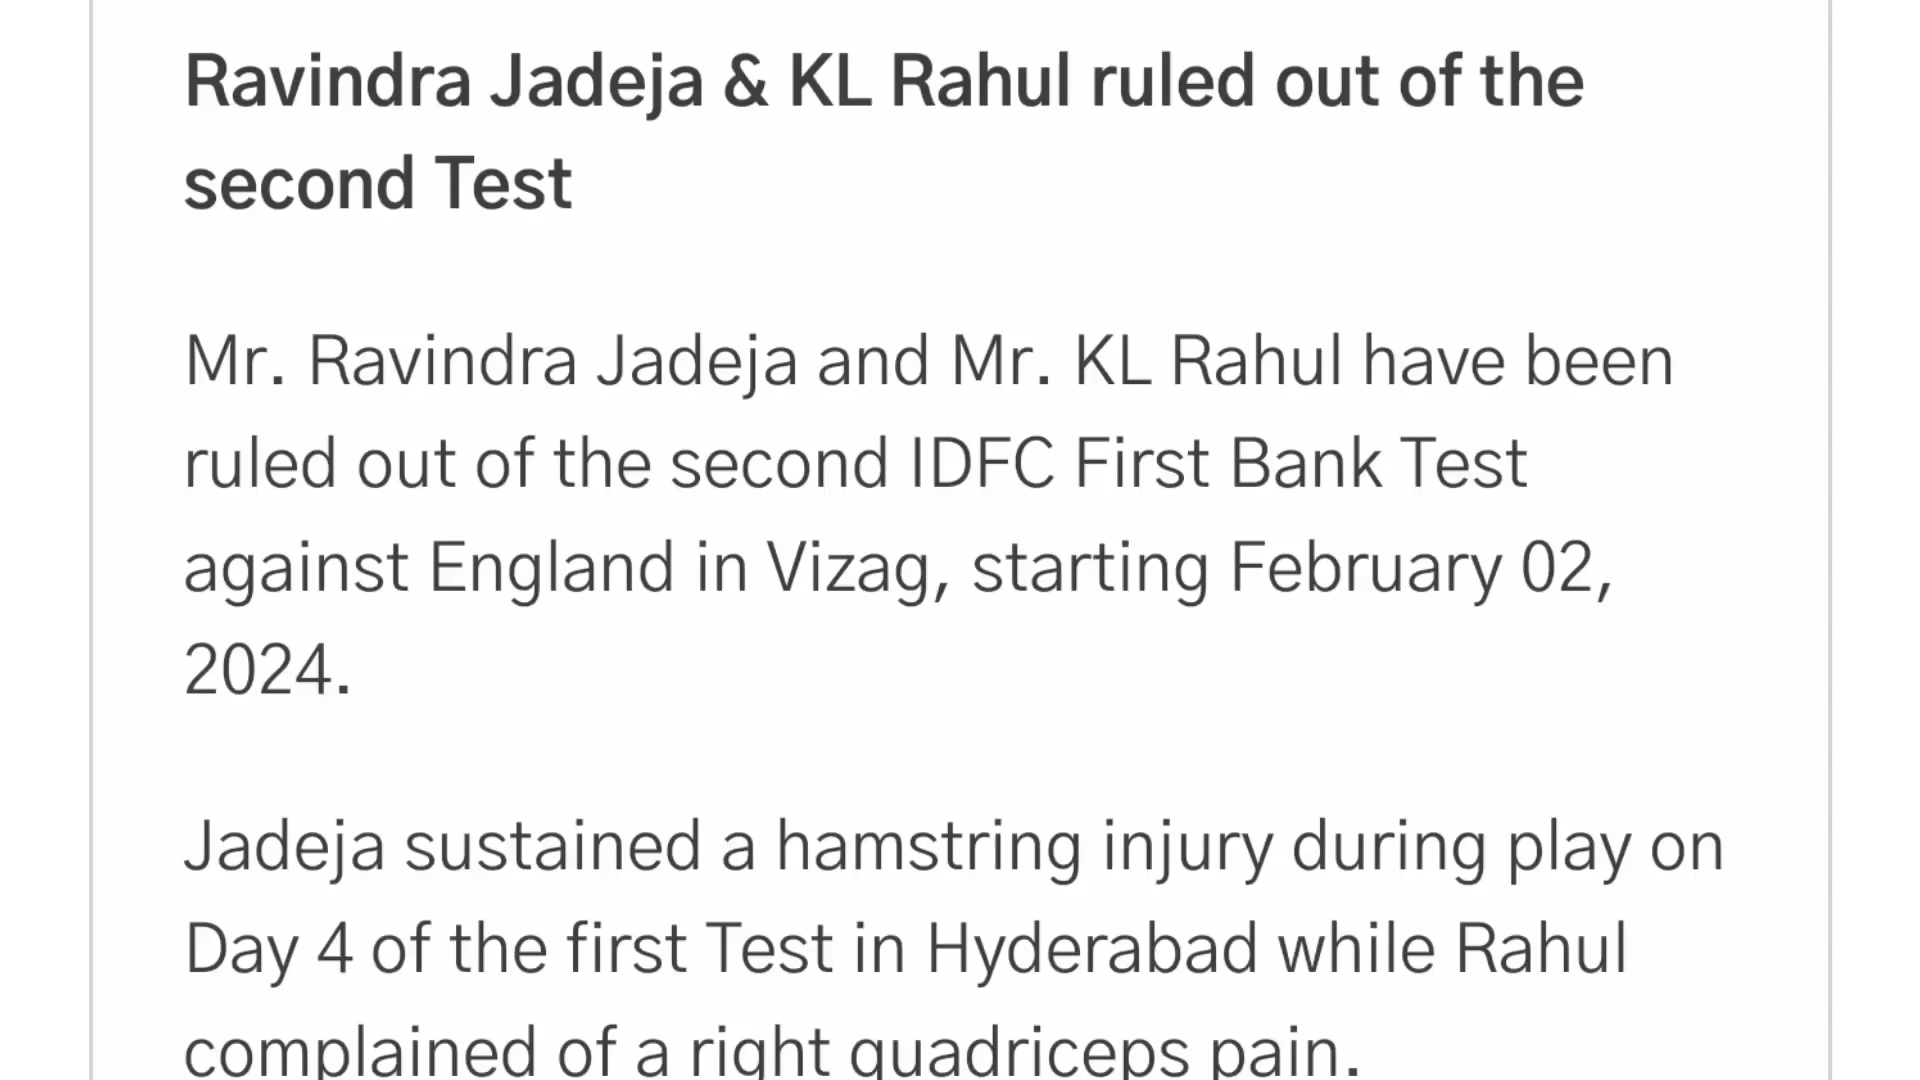 Ravindra Jadeja & KL Rahul ruled out of the
second Test
Mr. Ravindra Jadeja and Mr. KL Rahul have been
ruled out of the second IDFC First Bank Test
against England in Vizag, starting February 02,
2024.
Jadeja sustained a hamstring injury during play on
Day 4 of the first Test in Hyderabad while Rahul
complained of a right quadriceps pain.